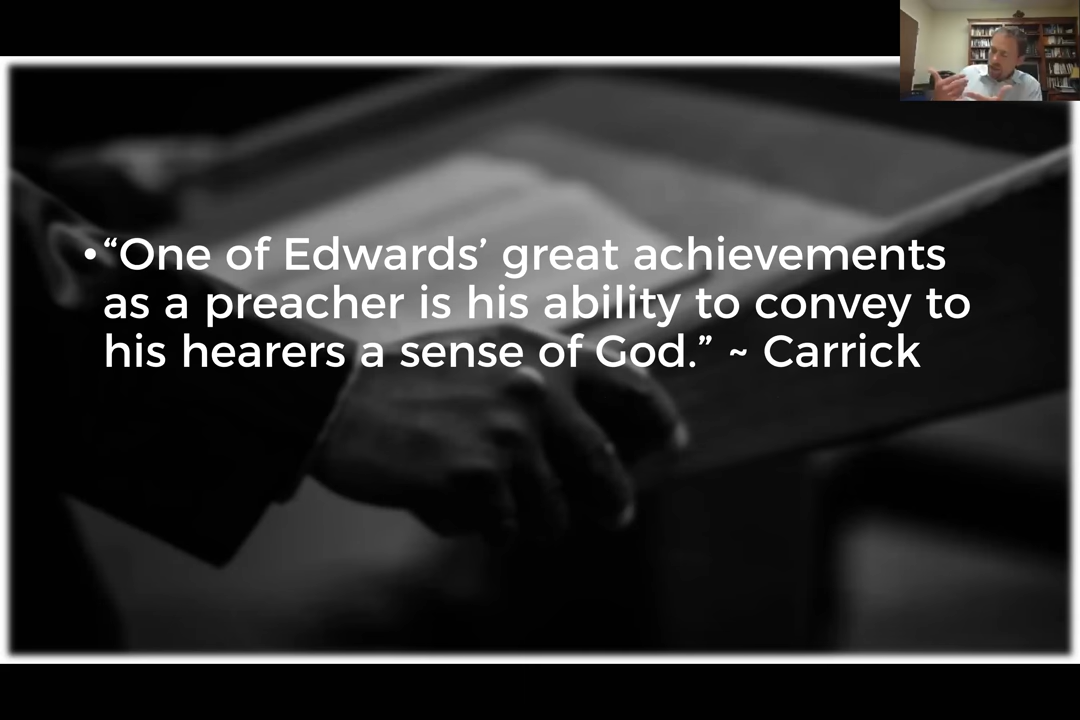 • “One of Edwards’ great achievements
as a preacher is his ability to convey to
his hearers a sense of God.” ~ Carrick